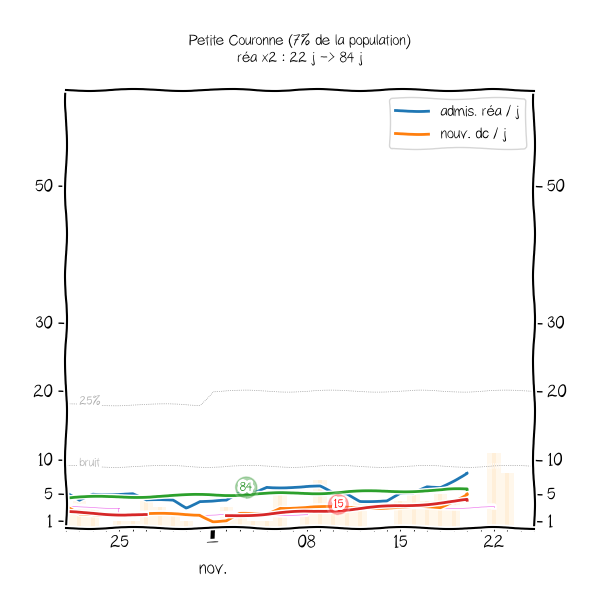 Petite Couronne (7% de la population)
réa x2 : 22 j -> 84 j
admis. réa / j
nouv. dc / j
50 50
30 30
20 20
25%
10 10
bruit
84
5 5
15
1 1
25 08 15 22
nov.